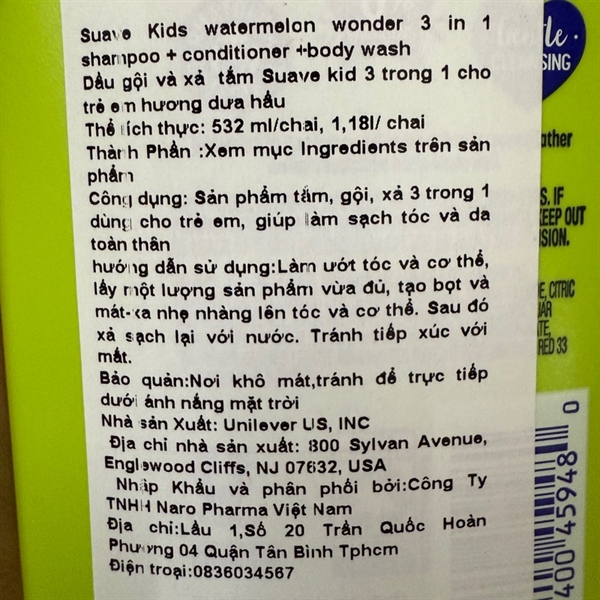 Suave Kids watermelon wonder 3 in 1
shampoo + conditioner +body wash
Dầu gội và xả tắm Suave kid 3 trong 1 cho
trẻ em hương dưa hấu
Thể tích thực: 532 ml/chai, 1,18l/ chai
Thành Phần :Xem mục Ingredients trên sản
phẩm
Công dụng: Sản phẩm tắm, gội, xả 3 trong 1
dùng cho trẻ em, giúp làm sạch tóc và da
toàn thân
hướng dẫn sử dụng:Làm ướt tóc và cơ thể,
lấy một lượng sản phẩm vừa đủ, tạo bọt và
mát-xa nhẹ nhàng lên tóc và cơ thể. Sau đó
xả sạch lại với nước. Tránh tiếp xúc với
mắt.
Bảo quản:Nơi khô mát,tránh để trực tiếp
dưới ánh nắng mặt trời
Nhà sản Xuất: Unilever US, INC
Địa chỉ nhà sản xuất: 800 Sylvan Avenue,
Englewood Cliffs, NJ 07632, USA
Nhập Khẩu và phân phối bởi:Công Ty
TNHH Naro Pharma Việt Nam
Địa chỉ:Lầu 1,Số 20 Trần Quốc Hoàn
Phường 04 Quận Tân Bình Tphcm
Điện troại:0836034567
S. IF
KEEP OUT
CITRIC
RED 33
400 45948 0